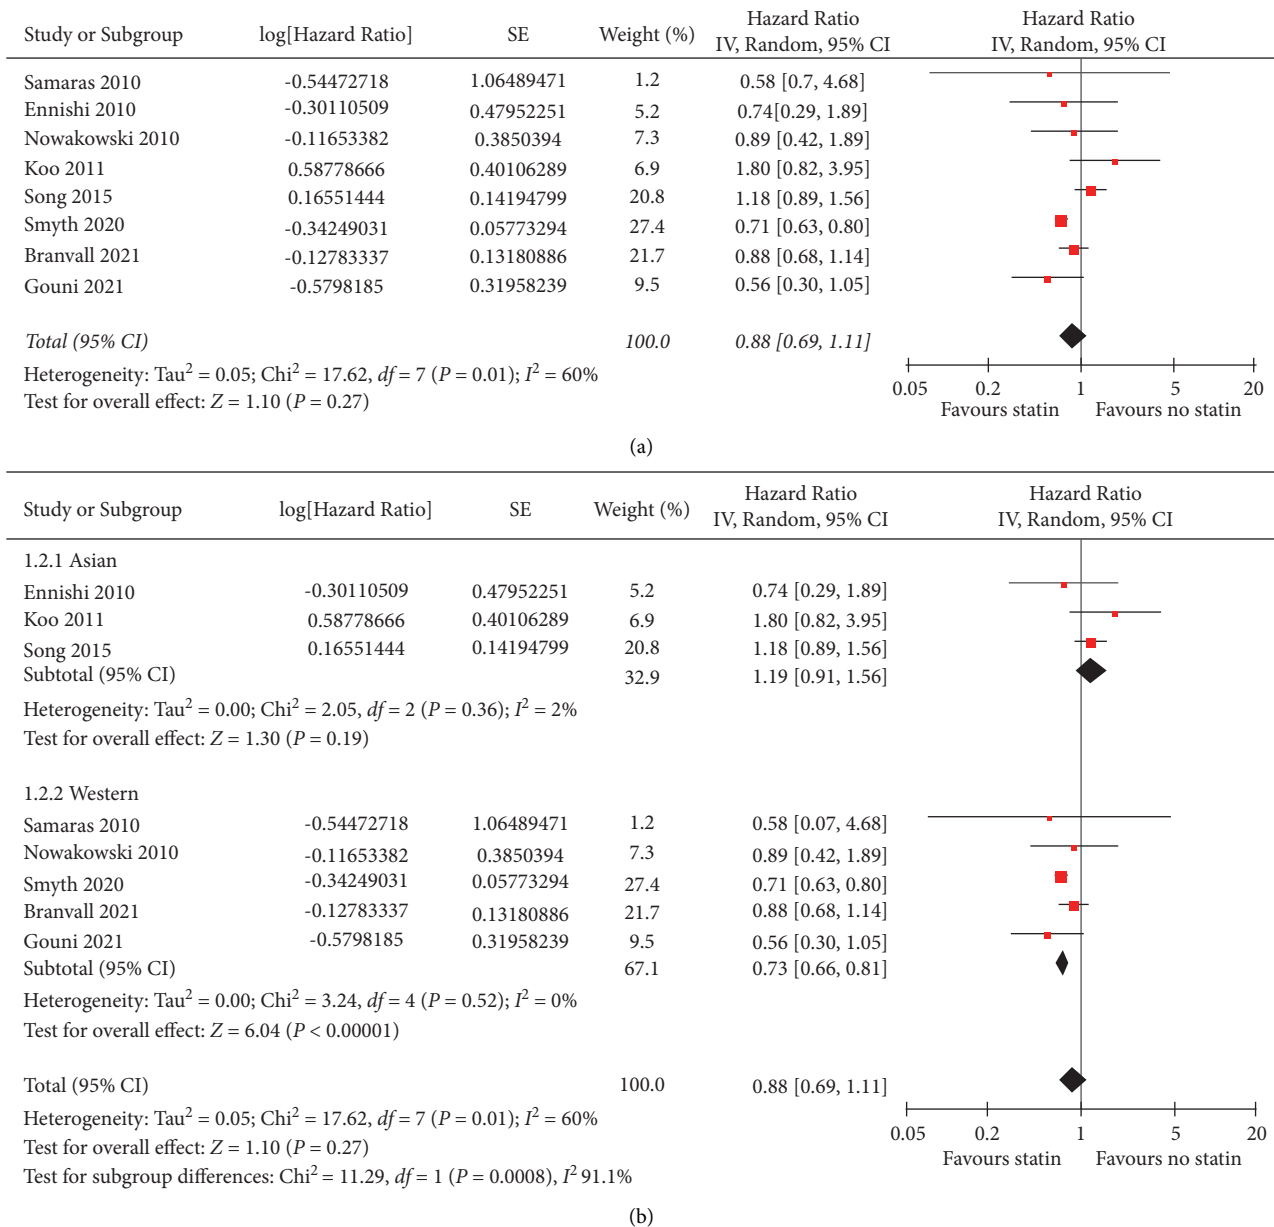 Study or Subgroup log[Hazard Ratio] SE Weight (%) Hazard Ratio Hazard Ratio
IV, Random, 95% CI IV, Random, 95% CI
Samaras 2010 -0.54472718 1.06489471 1.2 0.58 [0.7, 4.68]
Ennishi 2010 -0.30110509 0.47952251 5.2 0.74[0.29, 1.89]
Nowakowski 2010 -0.11653382 0.3850394 7.3 0.89 [0.42, 1.89]
Koo 2011 0.58778666 0.40106289 6.9 1.80 [0.82, 3.95]
Song 2015 0.16551444 0.14194799 20.8 1.18 [0.89, 1.56]
Smyth 2020 -0.34249031 0.05773294 27.4 0.71 [0.63, 0.80]
Branvall 2021 -0.12783337 0.13180886 21.7 0.88 [0.68, 1.14]
Gouni 2021 -0.5798185 0.31958239 9.5 0.56 [0.30, 1.05]
Total (95% CI) 100.0 0.88 [0.69, 1.11]
Heterogeneity: Tau² = 0.05; Chi² = 17.62, df = 7 (P = 0.01); I² = 60%
Test for overall effect: Z = 1.10 (P = 0.27)
0.05 0.2 1 5 20
Favours statin Favours no statin
(a)
Study or Subgroup log[Hazard Ratio] SE Weight (%) Hazard Ratio Hazard Ratio
IV, Random, 95% CI IV, Random, 95% CI
1.2.1 Asian
Ennishi 2010 -0.30110509 0.47952251 5.2 0.74 [0.29, 1.89]
Koo 2011 0.58778666 0.40106289 6.9 1.80 [0.82, 3.95]
Song 2015 0.16551444 0.14194799 20.8 1.18 [0.89, 1.56]
Subtotal (95% CI) 32.9 1.19 [0.91, 1.56]
Heterogeneity: Tau² = 0.00; Chi² = 2.05, df = 2 (P = 0.36); I² = 2%
Test for overall effect: Z = 1.30 (P = 0.19)
1.2.2 Western
Samaras 2010 -0.54472718 1.06489471 1.2 0.58 [0.07, 4.68]
Nowakowski 2010 -0.11653382 0.3850394 7.3 0.89 [0.42, 1.89]
Smyth 2020 -0.34249031 0.05773294 27.4 0.71 [0.63, 0.80]
Branvall 2021 -0.12783337 0.13180886 21.7 0.88 [0.68, 1.14]
Gouni 2021 -0.5798185 0.31958239 9.5 0.56 [0.30, 1.05]
Subtotal (95% CI) 67.1 0.73 [0.66, 0.81]
Heterogeneity: Tau² = 0.00; Chi² = 3.24, df = 4 (P = 0.52); I² = 0%
Test for overall effect: Z = 6.04 (P < 0.00001)
Total (95% CI) 100.0 0.88 [0.69, 1.11]
Heterogeneity: Tau² = 0.05; Chi² = 17.62, df = 7 (P = 0.01); I² = 60%
0.05 0.2 1 5 20
Test for overall effect: Z = 1.10 (P = 0.27)
Favours statin Favours no statin
Test for subgroup differences: Chi² = 11.29, df = 1 (P = 0.0008), I² 91.1%
(b)